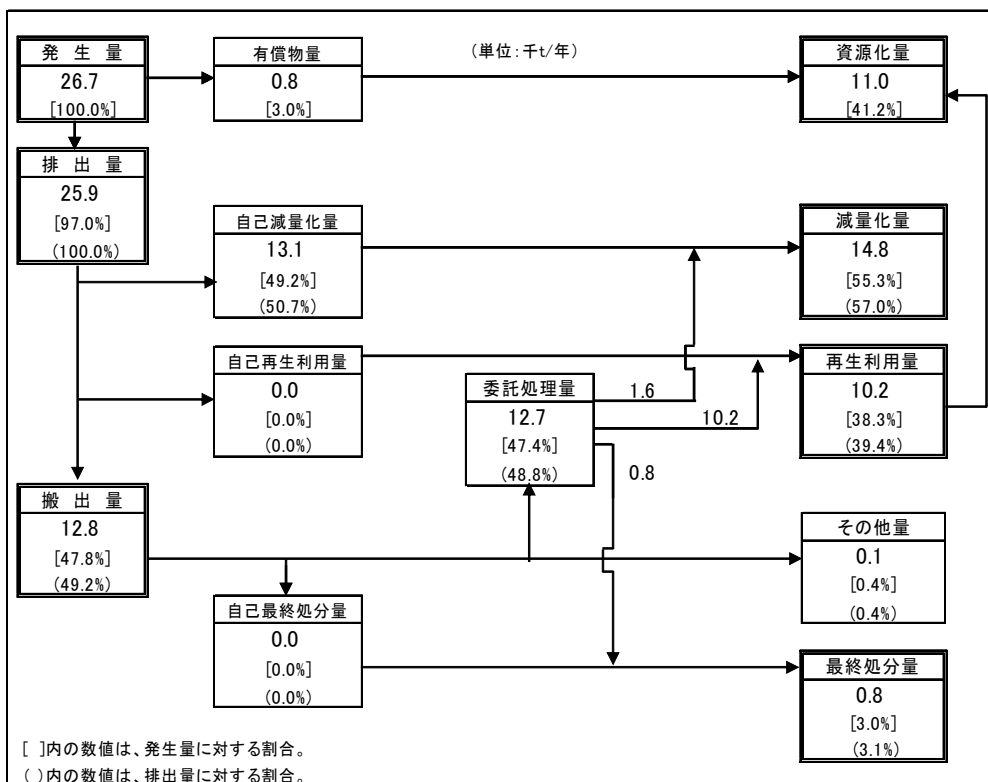 発 生 量
26.7
[100.0%]
有償物量
0.8
[3.0%]
(単位:千t/年)
資源化量
11.0
[41.2%]
排 出 量
25.9
[97.0%]
(100.0%)
自己減量化量
13.1
[49.2%]
(50.7%)
減量化量
14.8
[55.3%]
(57.0%)
自己再生利用量
0.0
[0.0%]
(0.0%)
委託処理量
12.7
[47.4%]
(48.8%)
1.6
10.2
0.8
再生利用量
10.2
[38.3%]
(39.4%)
搬 出 量
12.8
[47.8%]
(49.2%)
その他量
0.1
[0.4%]
(0.4%)
自己最終処分量
0.0
[0.0%]
(0.0%)
最終処分量
0.8
[3.0%]
(3.1%)
[ ]内の数値は、発生量に対する割合。
( )内の数値は、排出量に対する割合。